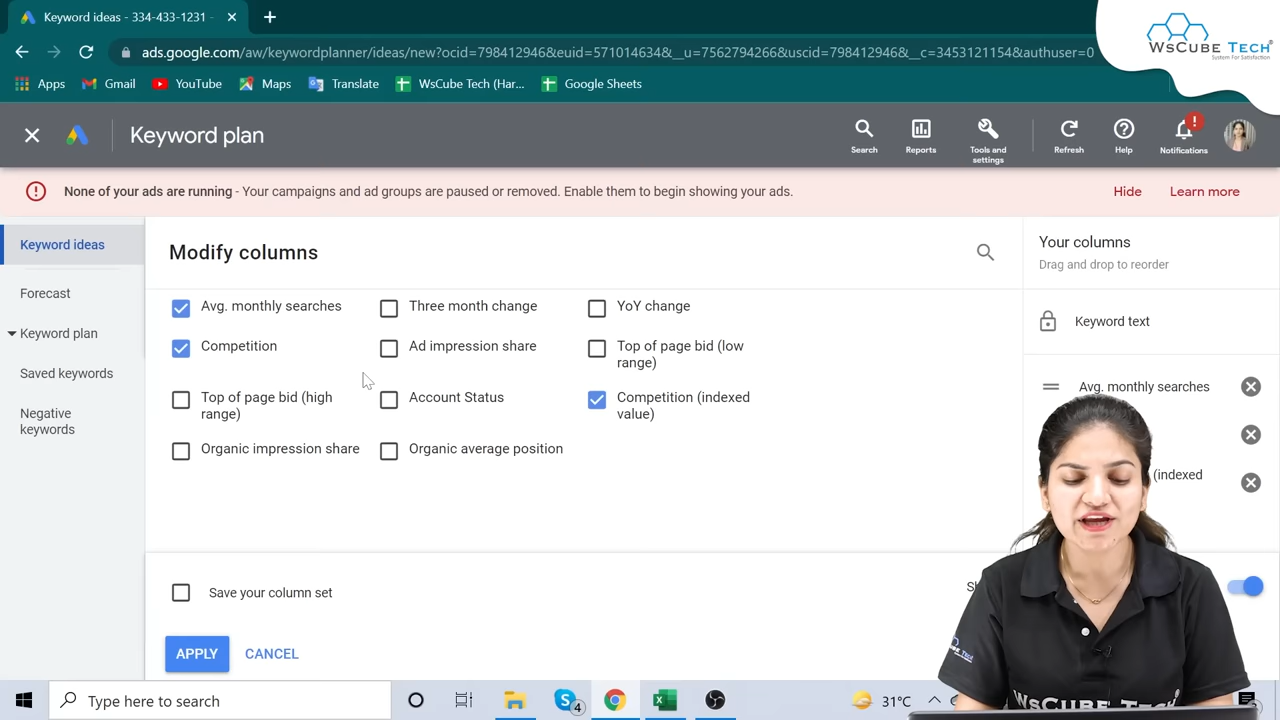 Keyword ideas - 334-433-1231 -
ads.google.com/aw/keywordplanner/ideas/new?ocid=798412946&euid=571014634&__u=7562794266&uscid=798412946&__c=3453121154&authuser=0
WsCube Tech
System For Satisfaction
Apps
Gmail
YouTube
Maps
Translate
WsCube Tech (Har...
Google Sheets
Keyword plan
Search
Reports
Tools and
settings
Refresh
Help
!
Notifications
None of your ads are running - Your campaigns and ad groups are paused or removed. Enable them to begin showing your ads.
Hide
Learn more
Keyword ideas
Forecast
Keyword plan
Saved keywords
Negative
keywords
Modify columns
Avg. monthly searches
Three month change
YoY change
Competition
Ad impression share
Top of page bid (low
range)
Top of page bid (high
range)
Account Status
Competition (indexed
value)
Organic impression share
Organic average position
Your columns
Drag and drop to reorder
Keyword text
Avg. monthly searches
(indexed
Save your column set
APPLY
CANCEL
Type here to search
4
31°C
WsCube Tech